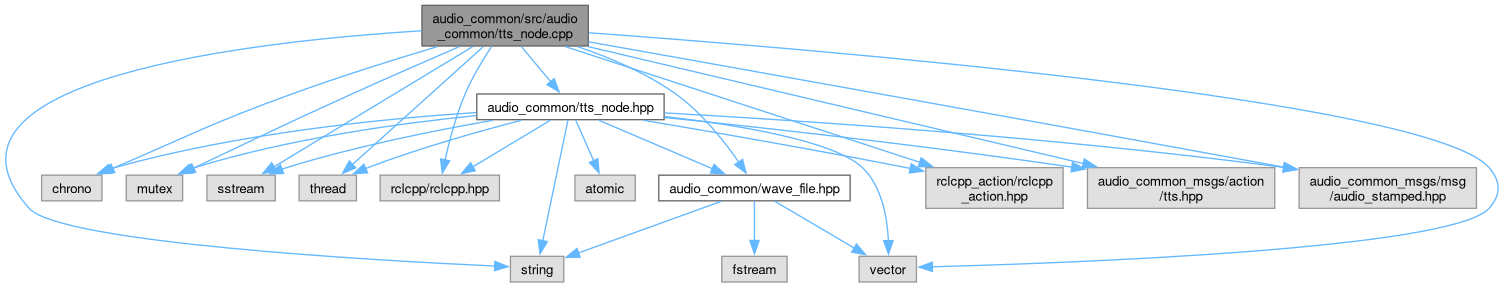 audio_common/src/audio
_common/tts_node.cpp
audio_common/tts_node.hpp
chrono
mutex
sstream
thread
rclcpp/rclcpp.hpp
atomic
audio_common/wave_file.hpp
rclcpp_action/rclcpp
_action.hpp
audio_common_msgs/action
/tts.hpp
audio_common_msgs/msg
/audio_stamped.hpp
string
fstream
vector